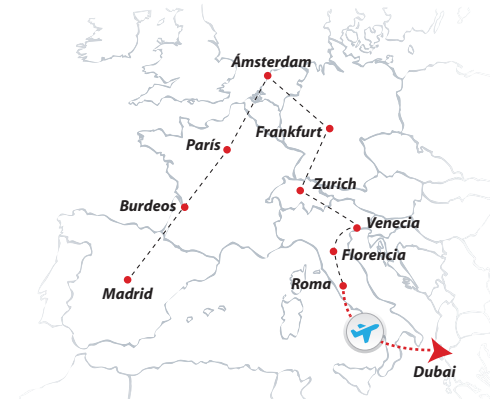 Ámsterdam
Frankfurt
París
Zurich
Burdeos
Venecia
Florencia
Roma
Madrid
Dubai